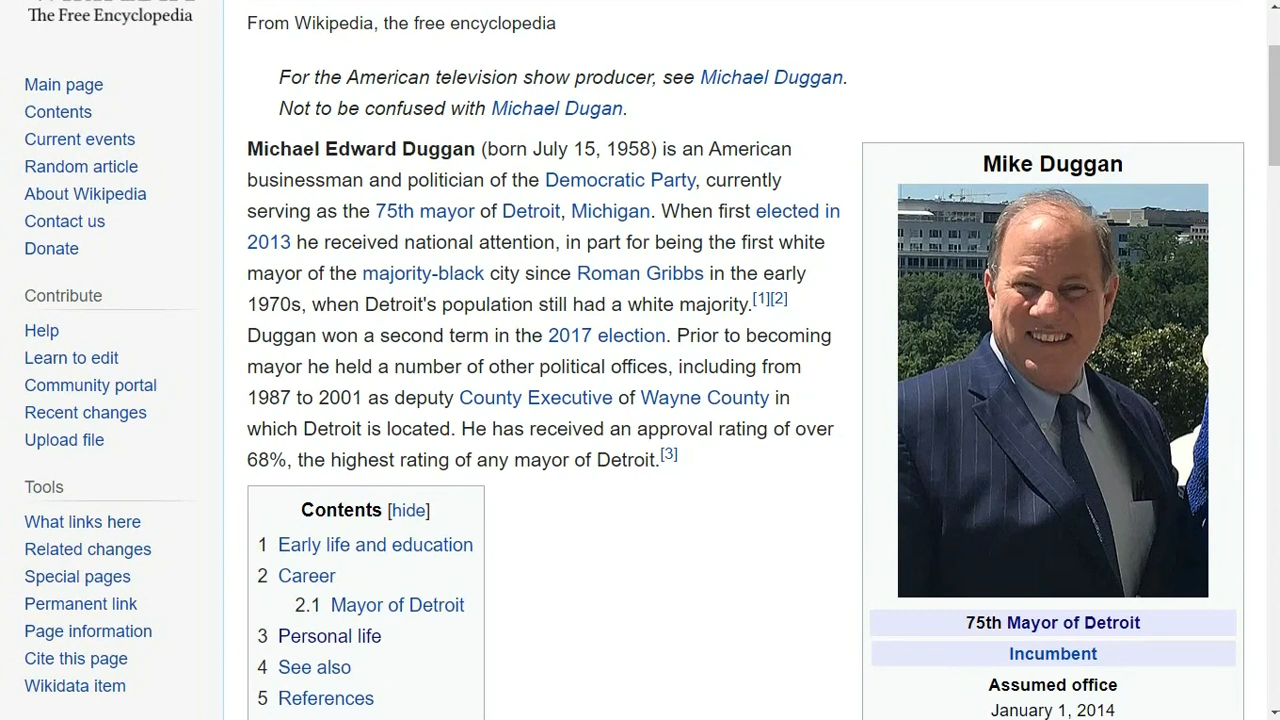 The Free Encyclopedia
Main page
Contents
Current events
Random article
About Wikipedia
Contact us
Donate
Contribute
Help
Learn to edit
Community portal
Recent changes
Upload file
Tools
What links here
Related changes
Special pages
Permanent link
Page information
Cite this page
Wikidata item
From Wikipedia, the free encyclopedia
For the American television show producer, see Michael Duggan.
Not to be confused with Michael Dugan.
Michael Edward Duggan (born July 15, 1958) is an American
businessman and politician of the Democratic Party, currently
serving as the 75th mayor of Detroit, Michigan. When first elected in
2013 he received national attention, in part for being the first white
mayor of the majority-black city since Roman Gribbs in the early
1970s, when Detroit's population still had a white majority.[1][2]
Duggan won a second term in the 2017 election. Prior to becoming
mayor he held a number of other political offices, including from
1987 to 2001 as deputy County Executive of Wayne County in
which Detroit is located. He has received an approval rating of over
68%, the highest rating of any mayor of Detroit.[3]
Contents [hide]
1 Early life and education
2 Career
2.1 Mayor of Detroit
3 Personal life
4 See also
5 References
Mike Duggan
75th Mayor of Detroit
Incumbent
Assumed office
January 1, 2014